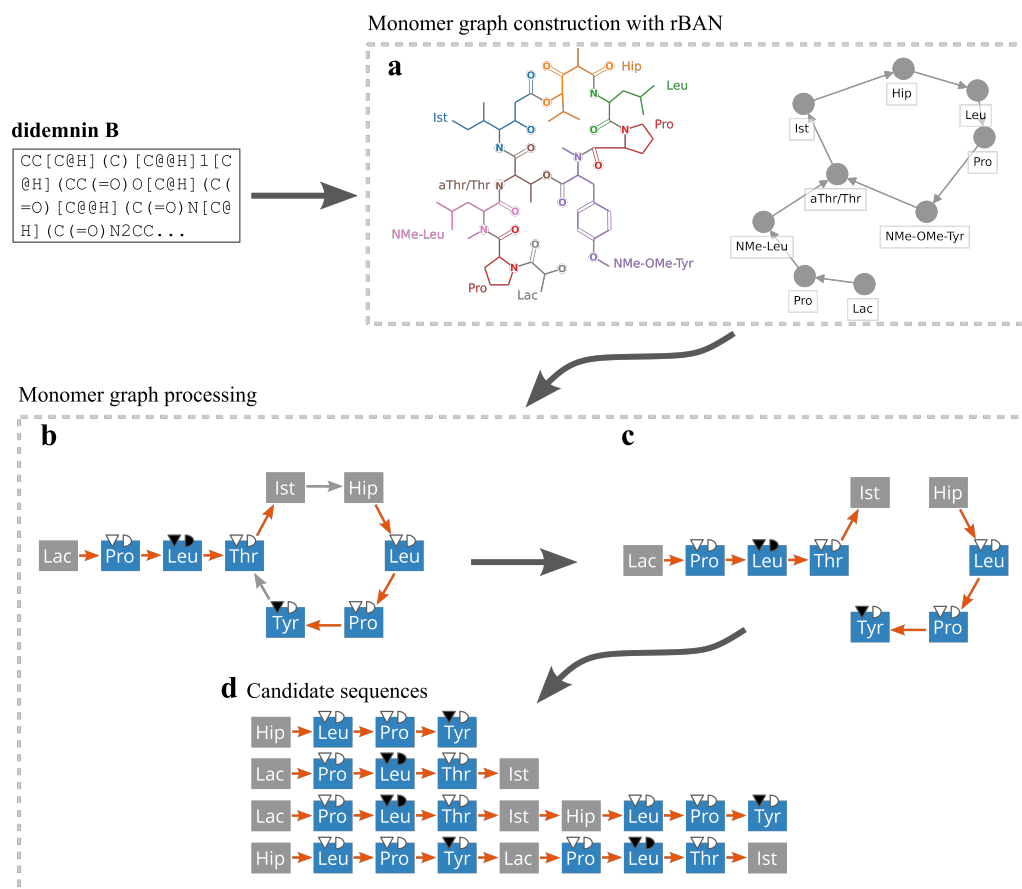 Monomer graph construction with rBAN
a
didemnin B
CC[C@H](C)[C@@H]1[C
@H](CC(=O)O[C@H](C(
=O)[C@@H](C(=O)N[C@
H](C(=O)N2CC...
O
O
O
Hip
O
O
N
Leu
Ist
O
O
N
Pro
N
O
N
O
aThr/Thr
N
O
O
NMe-Leu
O
N
O
O
O
NMe-OMe-Tyr
Pro
N
O
Lac
Hip
Leu
Ist
Pro
aThr/Thr
NMe-OMe-Tyr
NMe-Leu
Pro
Lac
Monomer graph processing
b
Ist Hip
Lac Pro Leu Thr Leu
Tyr Pro
c
Ist Hip
Lac Pro Leu Thr Leu
Tyr Pro
d Candidate sequences
Hip Leu Pro Tyr
Lac Pro Leu Thr Ist
Lac Pro Leu Thr Ist Hip Leu Pro Tyr
Hip Leu Pro Tyr Lac Pro Leu Thr Ist